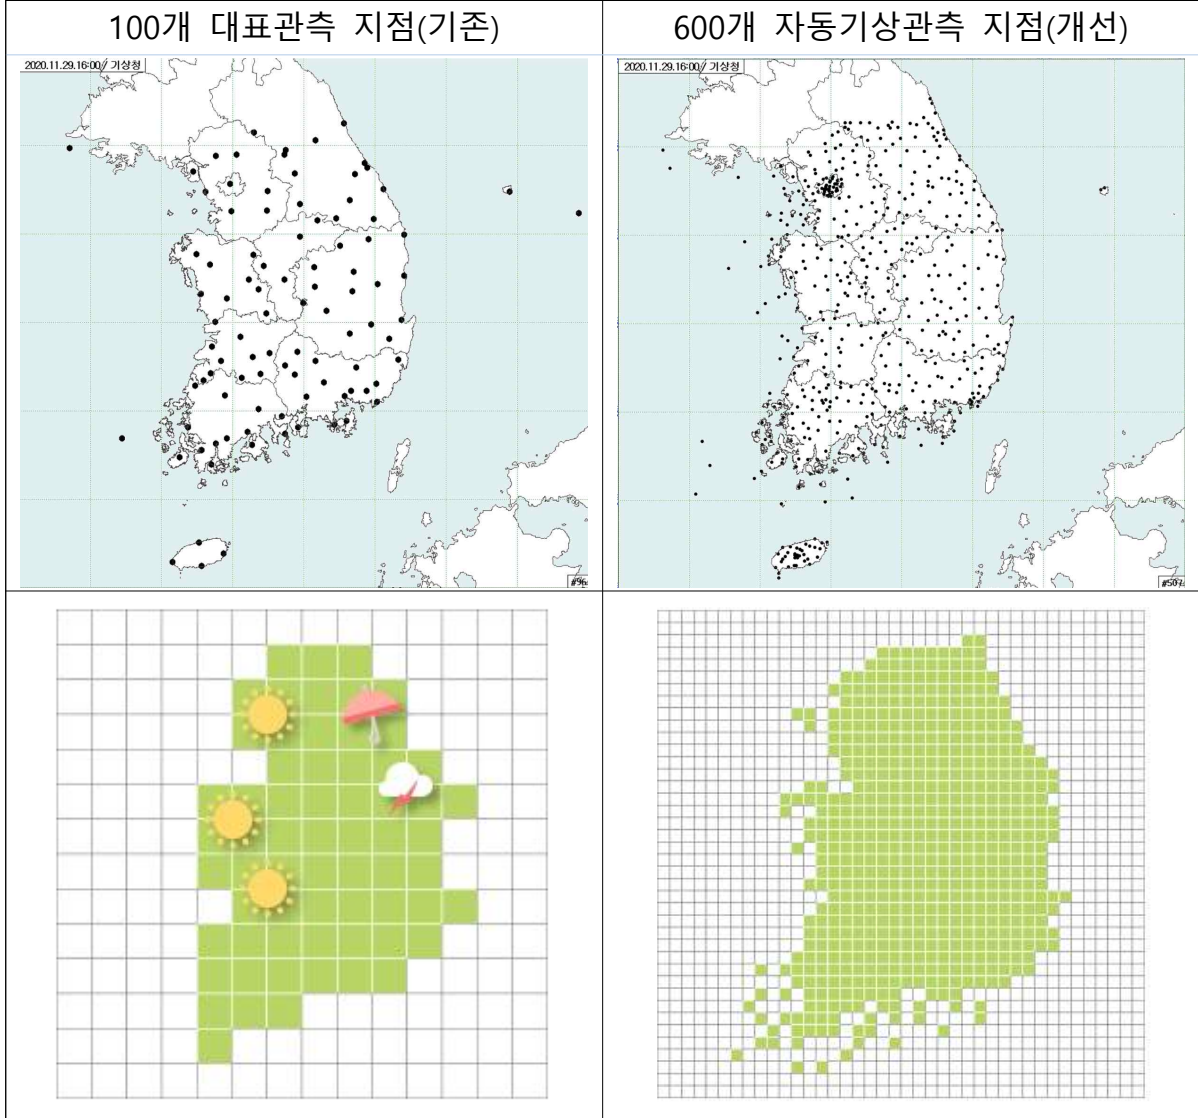 100개 대표관측 지점(기존)
600개 자동기상관측 지점(개선)
2020.11.29.16:00/ 기상청
2020.11.29.16:00/ 기상청
#96
#507